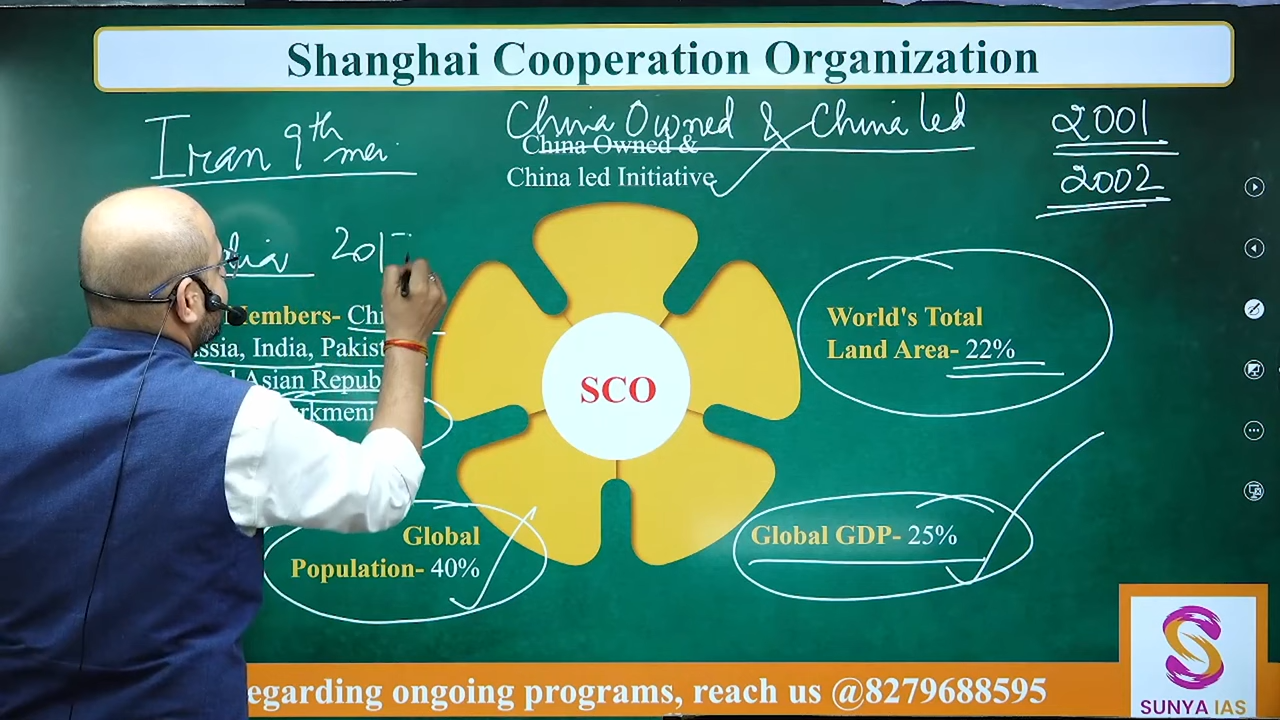 Shanghai Cooperation Organization
Iran 9th
China Owned & China led
2001
2002
China Owned &
China led Initiative
201
embers- Chi
ssia, India, Pakist
Asian Repub
rkmeni
SCO
World's Total
Land Area- 22%
Global
Population- 40%
Global GDP- 25%
egarding ongoing programs, reach us @8279688595
S
SUNYA IAS